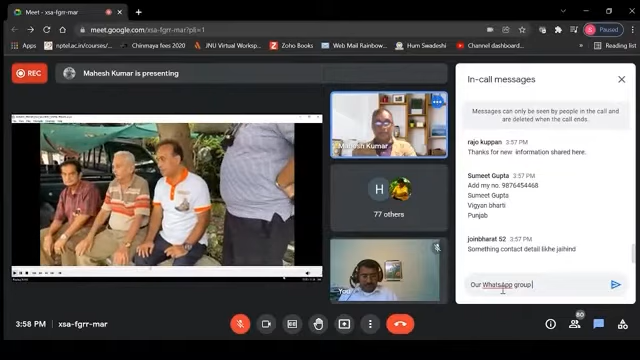 Meet - xsa-fgrr-mar
meet.google.com/xsa-fgrr-mar?pli=1
Paused
nptel.ac.in/courses/...
Chinmaya fees 2020
JNU Virtual Worksp...
Zoho Books
Web Mail Rainbow...
Hum Swadeshi
Channel dashboard...
Reading list
REC
Mahesh Kumar is presenting
Mahesh Kumar
H
77 others
You
In-call messages
Messages can only be seen by people in the call and
are deleted when the call ends.
rajo kuppan 3:57 PM
Thanks for new information shared here.
Sumeet Gupta 3:57 PM
Add my no. 9876454468
Sumeet Gupta
Vigyan bharti
Punjab
joinbharat 52 3:57 PM
Something contact detail likhe jaihind
Our WhatsApp group
3:58 PM
xsa-fgrr-mar
80